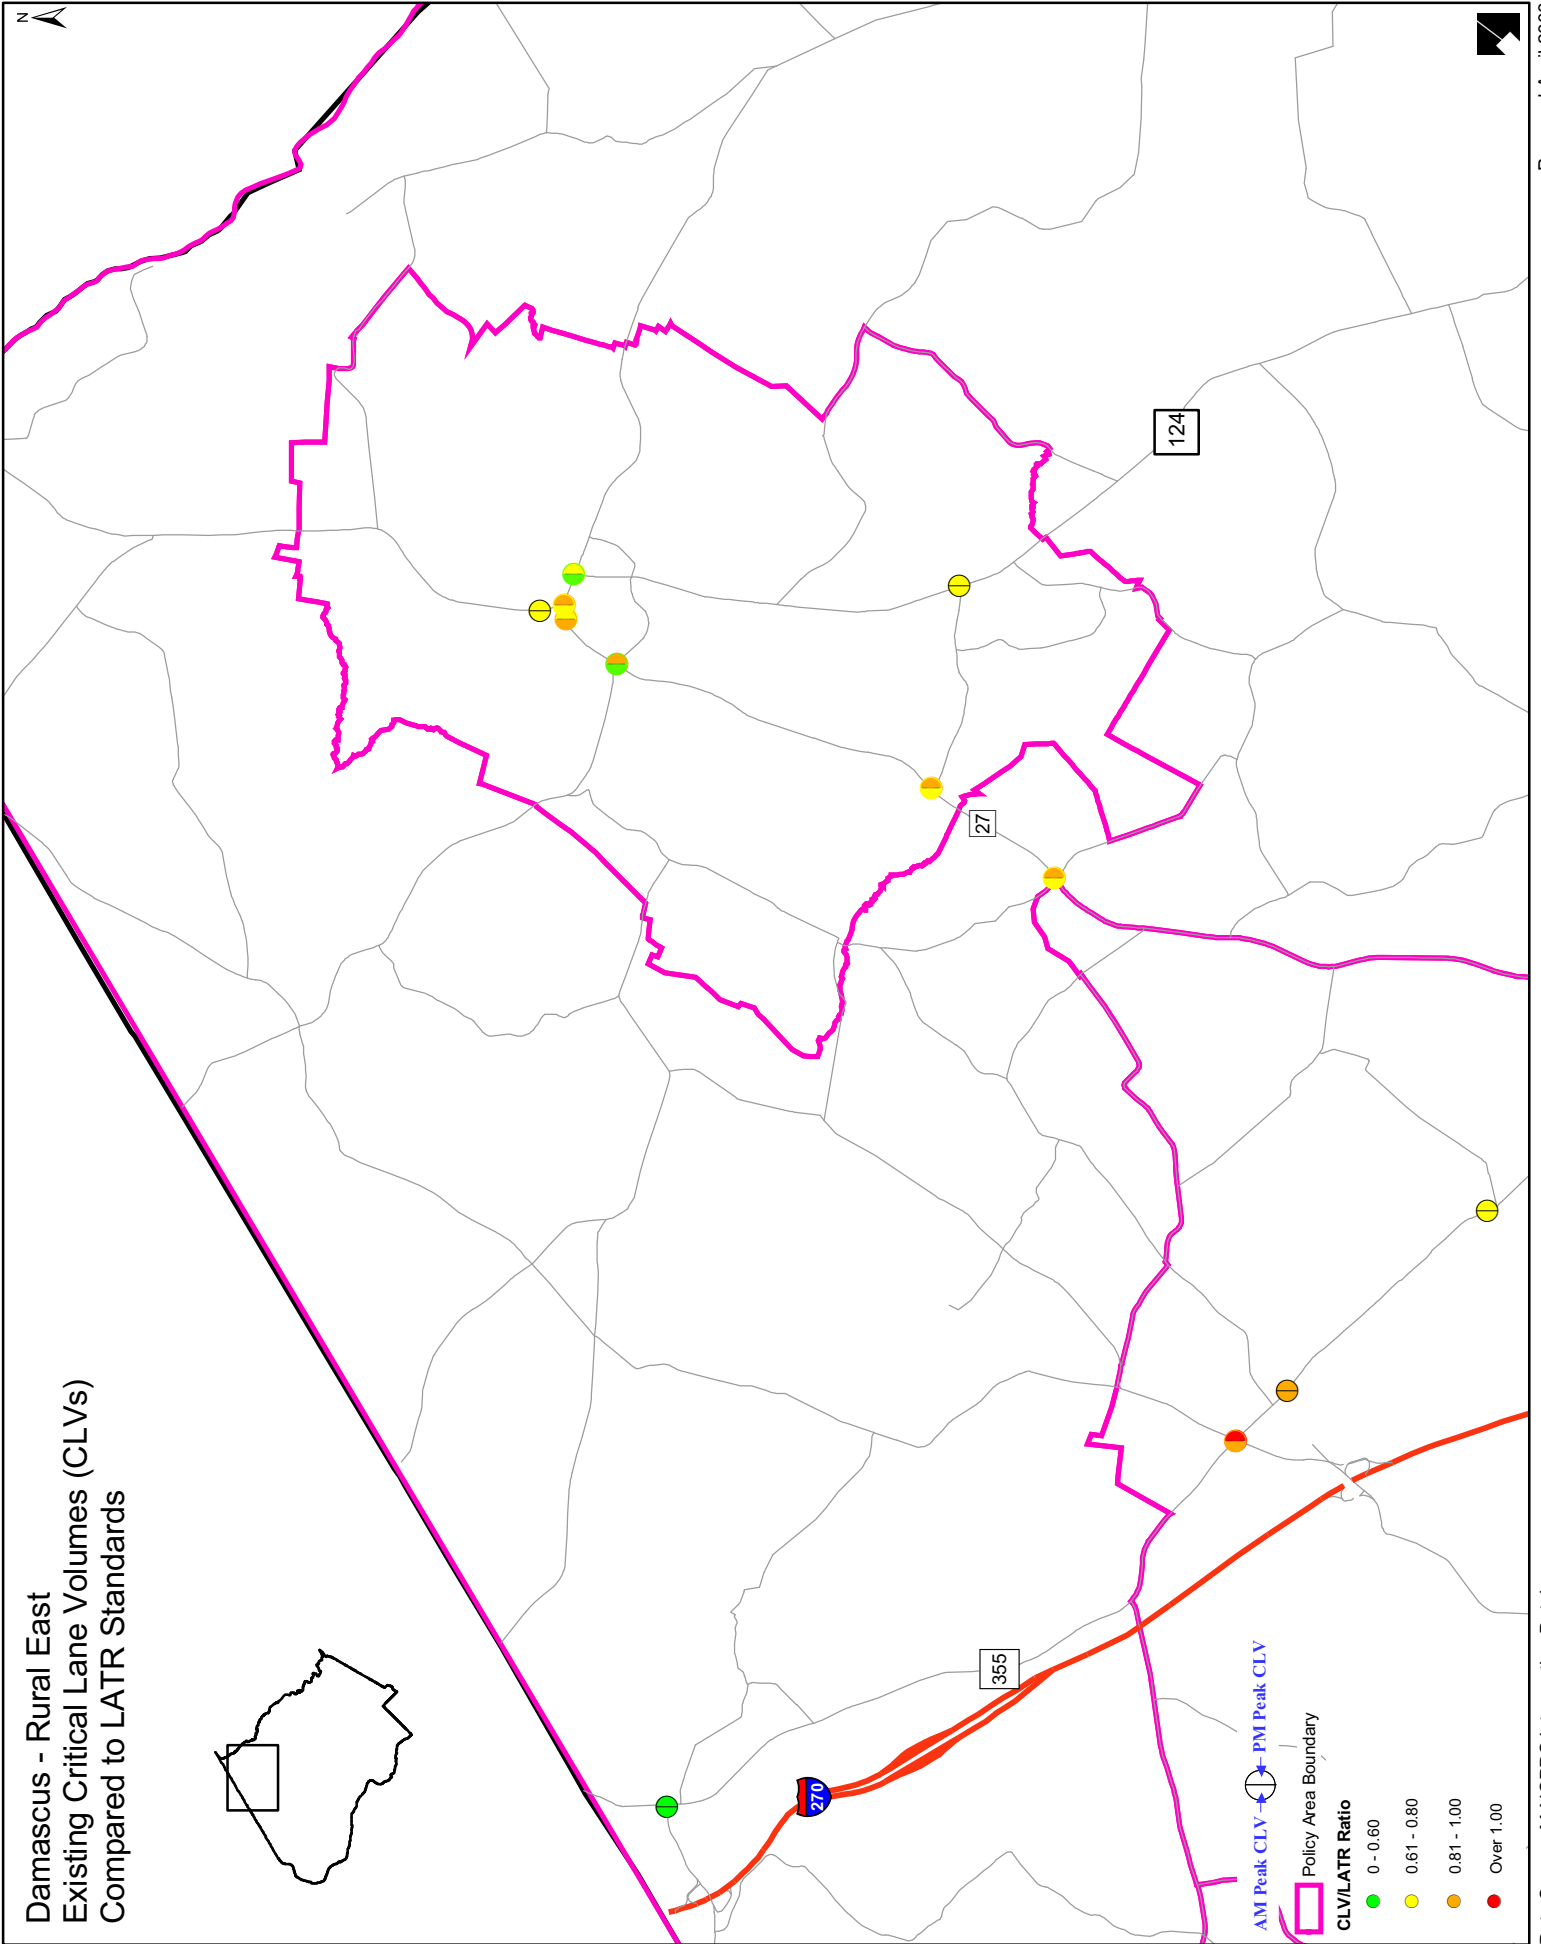 Damascus - Rural East
Existing Critical Lane Volumes (CLVs)
Compared to LATR Standards
N
124
27
355
270
AM Peak CLV PM Peak CLV
Policy Area Boundary
CLV/LATR Ratio
0 - 0.60
0.61 - 0.80
0.81 - 1.00
Over 1.00